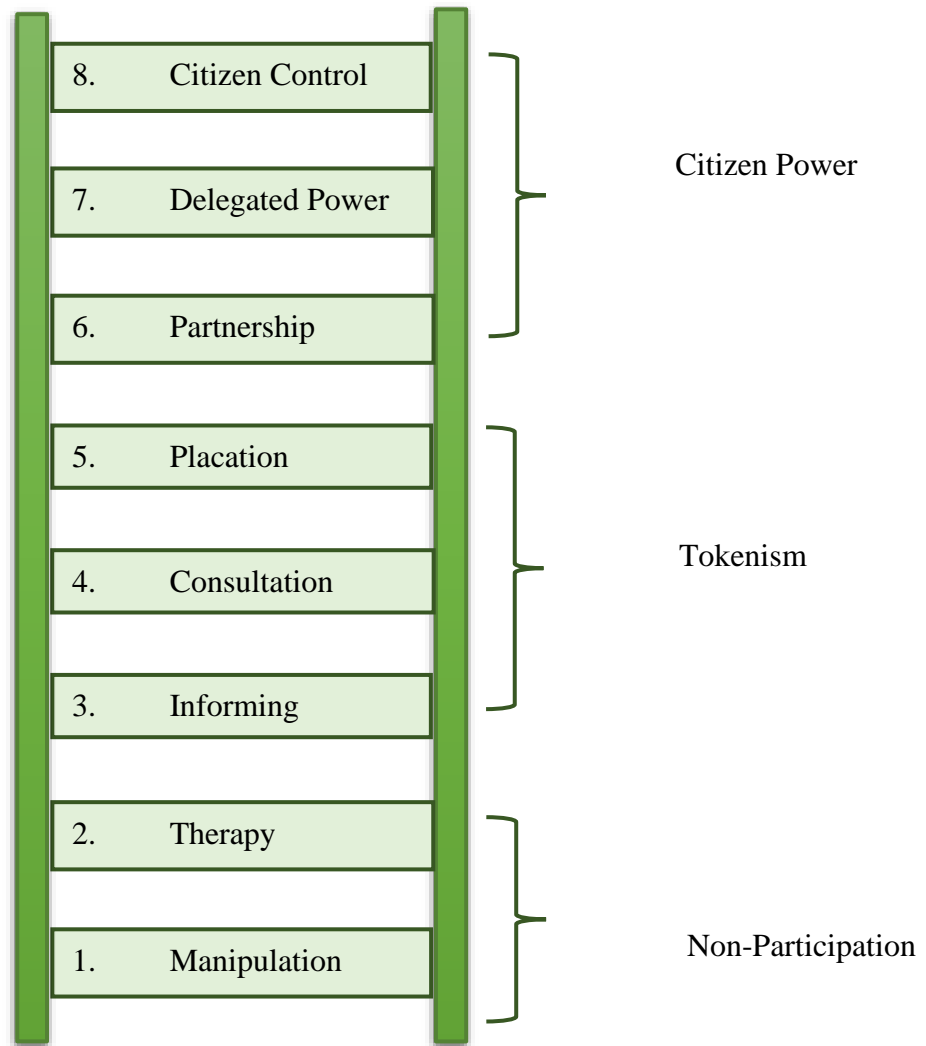 8. Citizen Control
Citizen Power
7. Delegated Power
6. Partnership
5. Placation
Tokenism
4. Consultation
3. Informing
2. Therapy
Non-Participation
1. Manipulation